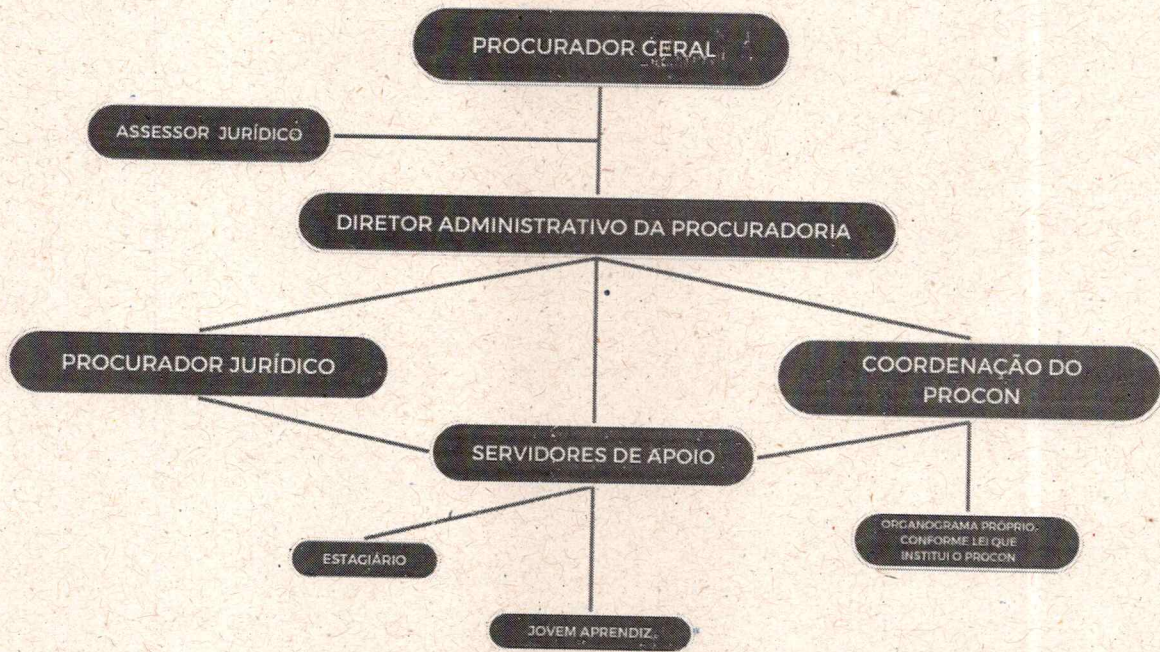 PROCURADOR GERAL
ASSESSOR JURÍDICO
DIRETOR ADMINISTRATIVO DA PROCURADORIA
PROCURADOR JURÍDICO
COORDENAÇÃO DO
PROCON
SERVIDORES DE APOIO
ORGANOGRAMA PRÓPRIO-
CONFORME LEI QUE
INSTITUI O PROCON
ESTAGIÁRIO
JOVEM APRENDIZ